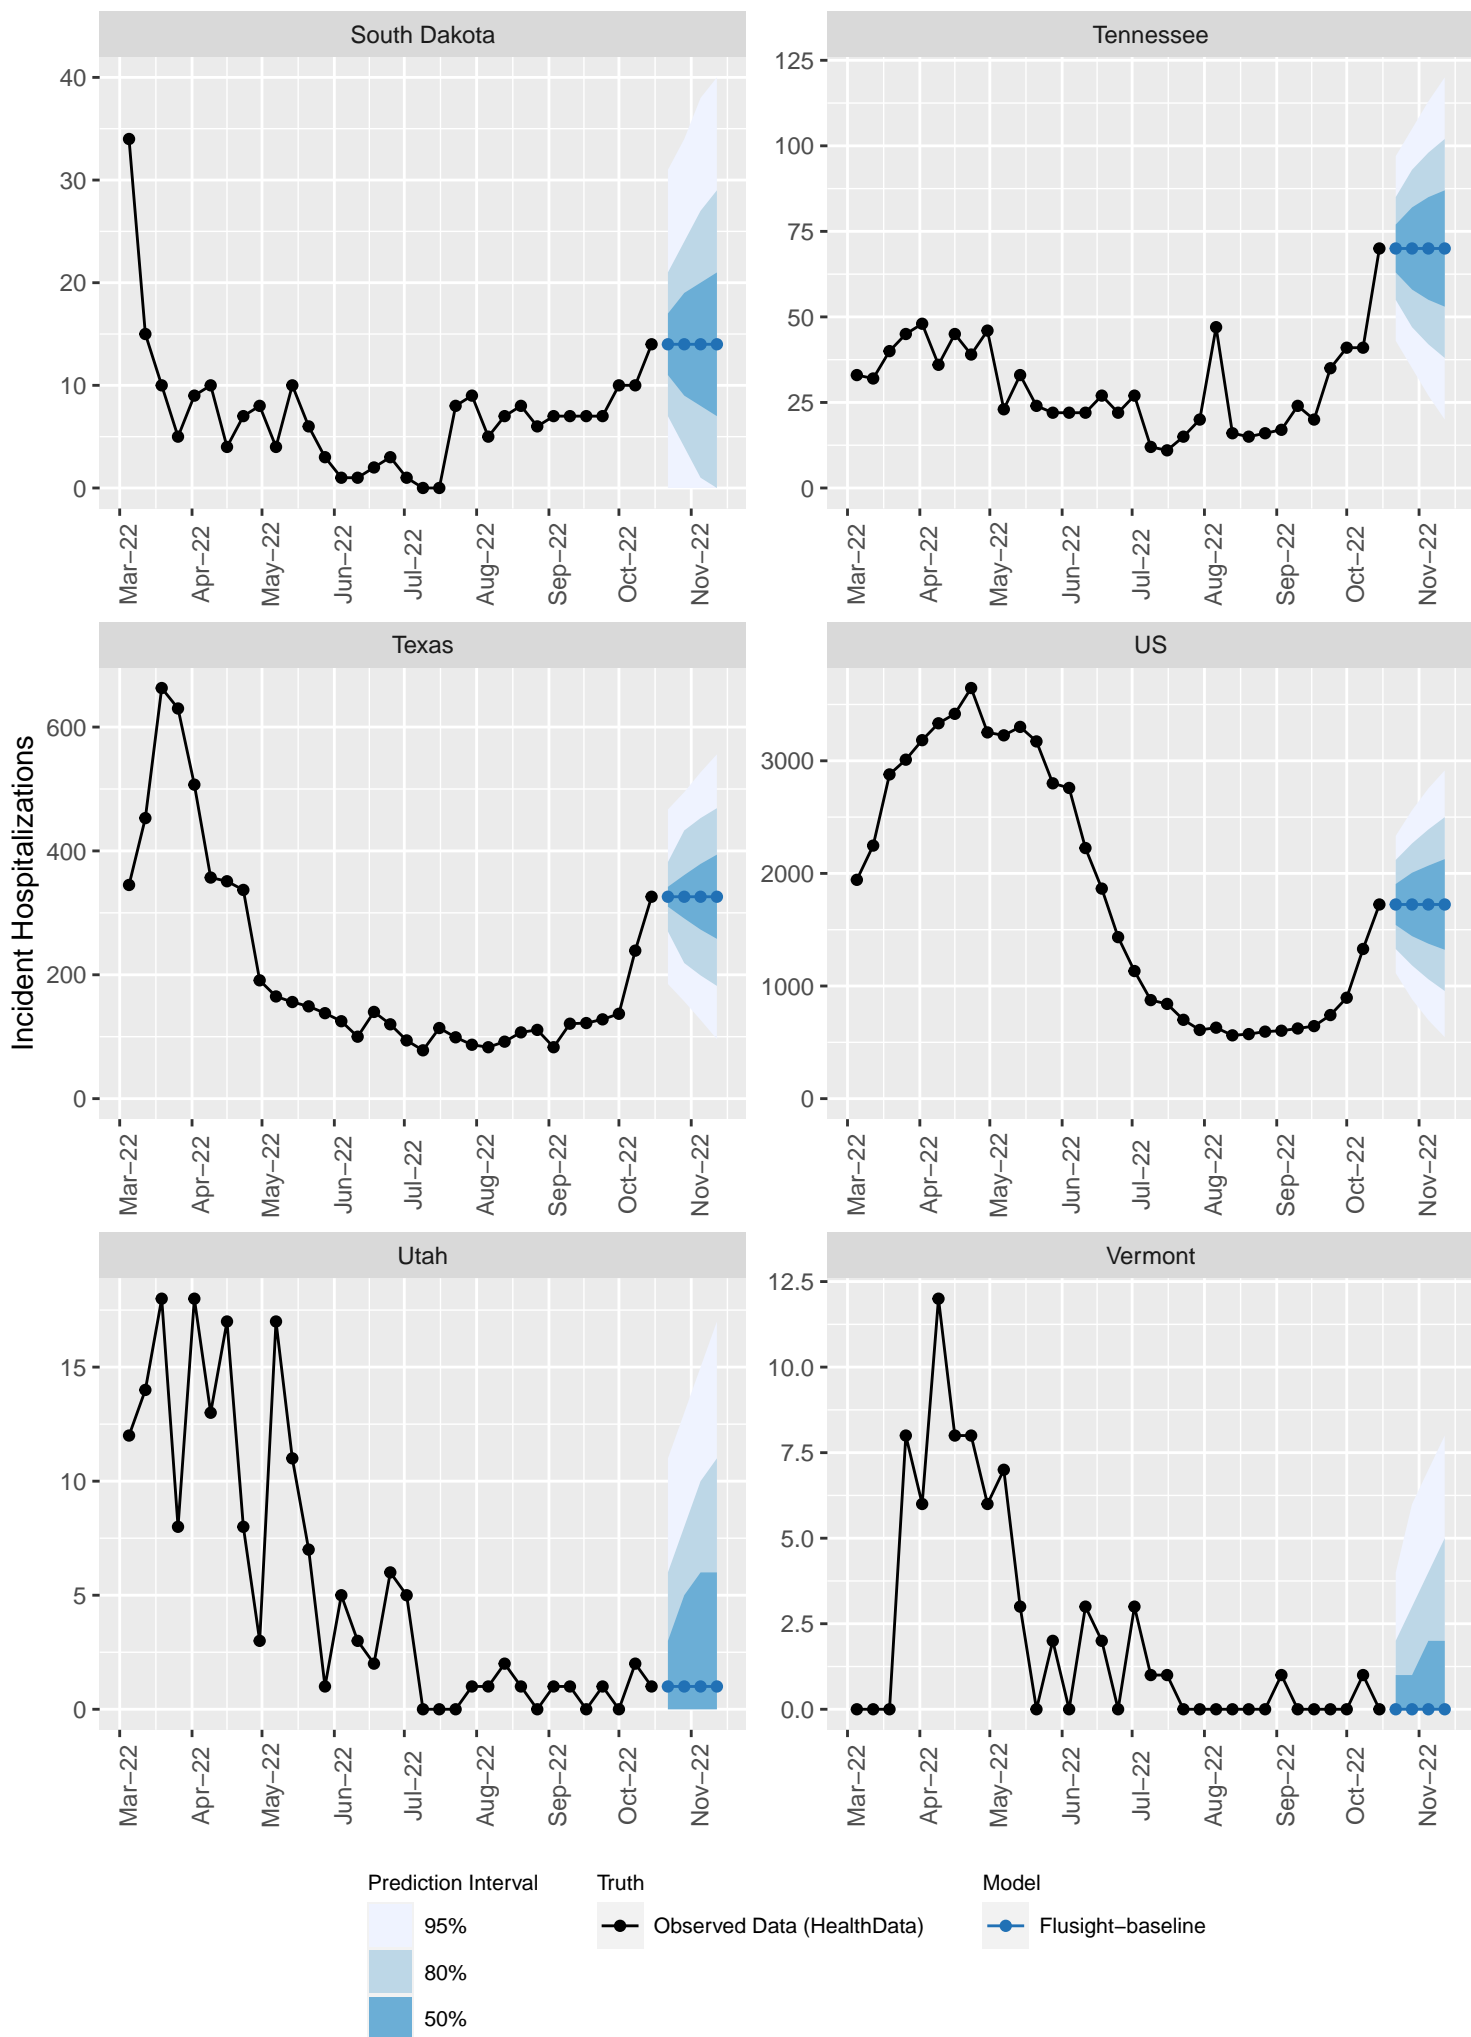 South Dakota
Tennessee
40
30
20
10
0
125
100
75
50
25
0
Mar−22 Apr−22 May−22 Jun−22 Jul−22 Aug−22 Sep−22 Oct−22 Nov−22
Mar−22 Apr−22 May−22 Jun−22 Jul−22 Aug−22 Sep−22 Oct−22 Nov−22
Incident Hospitalizations
Texas
US
600
400
200
0
3000
2000
1000
0
Mar−22 Apr−22 May−22 Jun−22 Jul−22 Aug−22 Sep−22 Oct−22 Nov−22
Mar−22 Apr−22 May−22 Jun−22 Jul−22 Aug−22 Sep−22 Oct−22 Nov−22
Utah
Vermont
15
10
5
0
12.5
10.0
7.5
5.0
2.5
0.0
Mar−22 Apr−22 May−22 Jun−22 Jul−22 Aug−22 Sep−22 Oct−22 Nov−22
Mar−22 Apr−22 May−22 Jun−22 Jul−22 Aug−22 Sep−22 Oct−22 Nov−22
Prediction Interval
95%
80%
50%
Truth
Observed Data (HealthData)
Model
Flusight−baseline